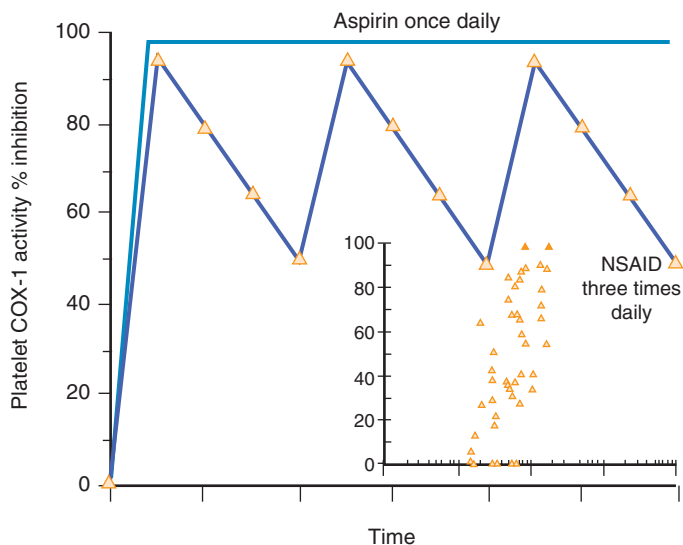 Aspirin once daily
100
80
60
40
20
0
Platelet COX-1 activity % inhibition
100
80
60
40
20
0
NSAID
three times
daily
Time